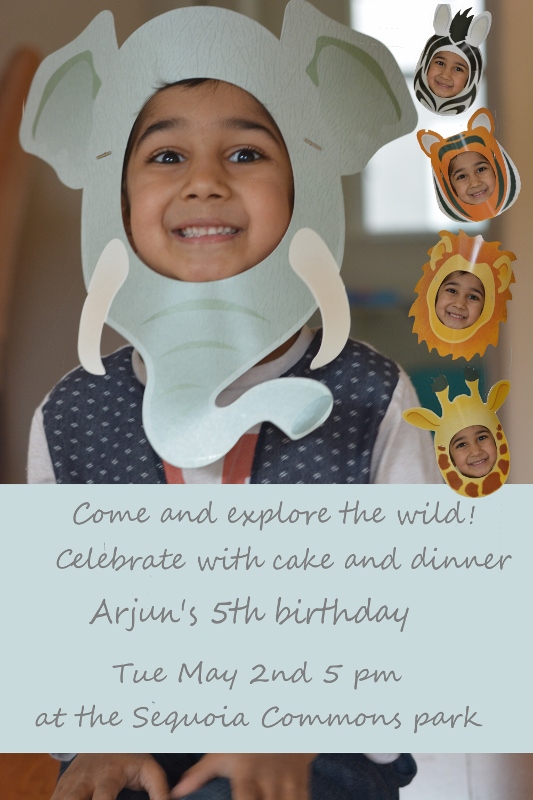 Come and explore the wild!
Celebrate with cake and dinner
Arjun's 5th birthday
Tue May 2nd 5 pm
at the Sequoia Commons park